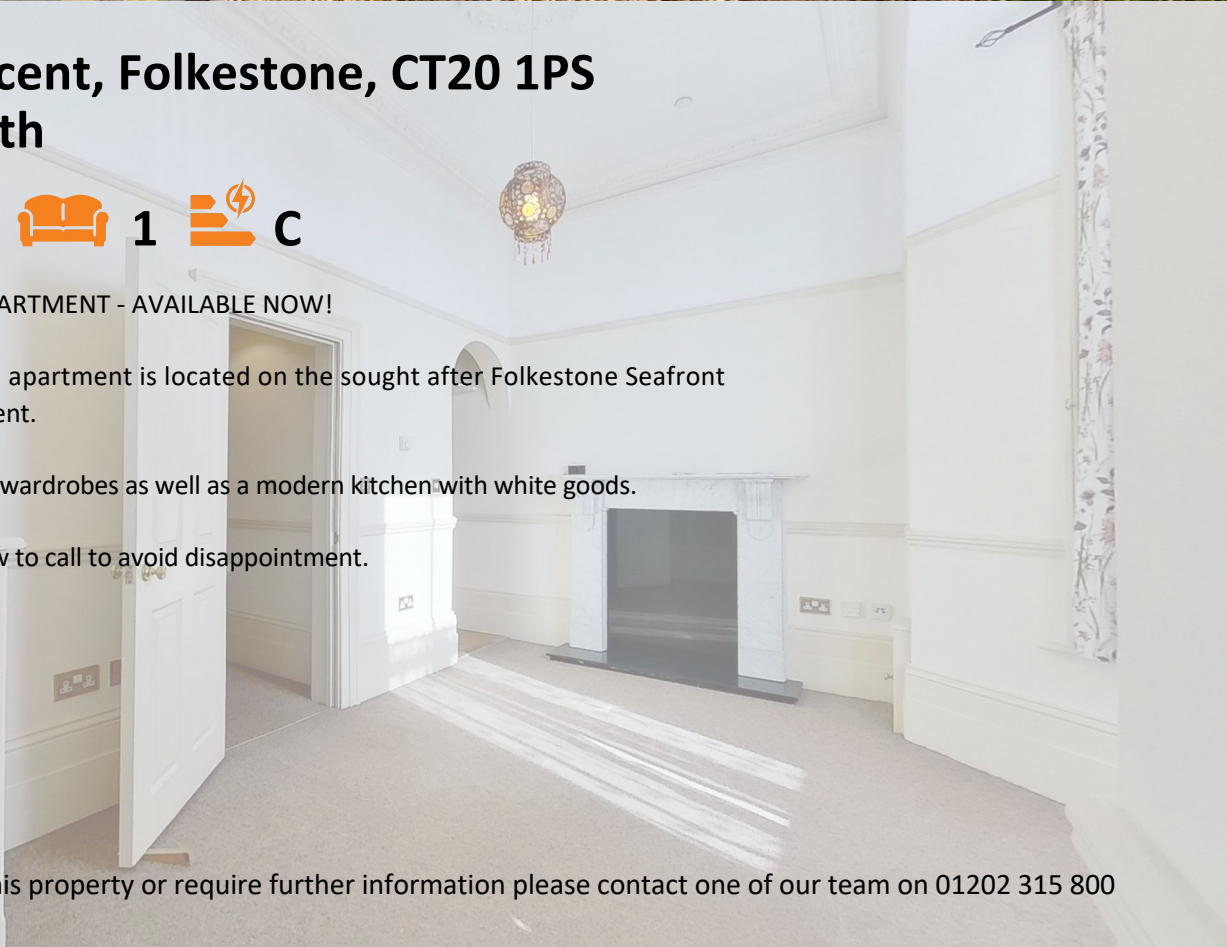 cent, Folkestone, CT20 1PS
th
1 C
ARTMENT - AVAILABLE NOW!
apartment is located on the sought after Folkestone Seafront
ent.
wardrobes as well as a modern kitchen with white goods.
w to call to avoid disappointment.
his property or require further information please contact one of our team on 01202 315 800